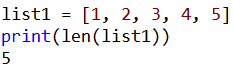 list1 = [1, 2, 3, 4, 5]
print(len(list1))
5